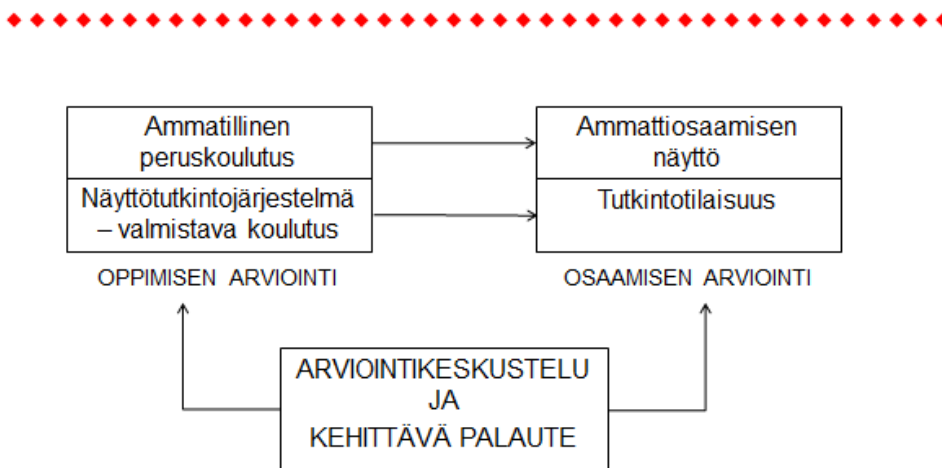 Ammatillinen
peruskoulutus
Näyttötutkintojärjestelmä
– valmistava koulutus
OPPIMISEN ARVIOINTI
Ammattiosaamisen
näyttö
Tutkintotilaisuus
OSAAMISEN ARVIOINTI
ARVIOINTIKESKUSTELU
JA
KEHITTÄVÄ PALAUTE